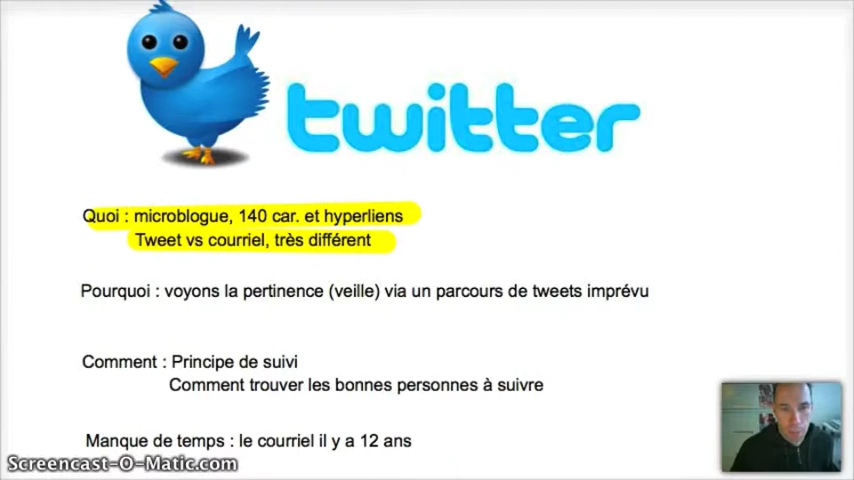 twitter
Quoi : microblogue, 140 car. et hyperliens
Tweet vs courriel, très différent
Pourquoi : voyons la pertinence (veille) via un parcours de tweets imprévu
Comment : Principe de suivi
Comment trouver les bonnes personnes à suivre
Manque de temps : le courriel il y a 12 ans
Screencast-O-Matic.com